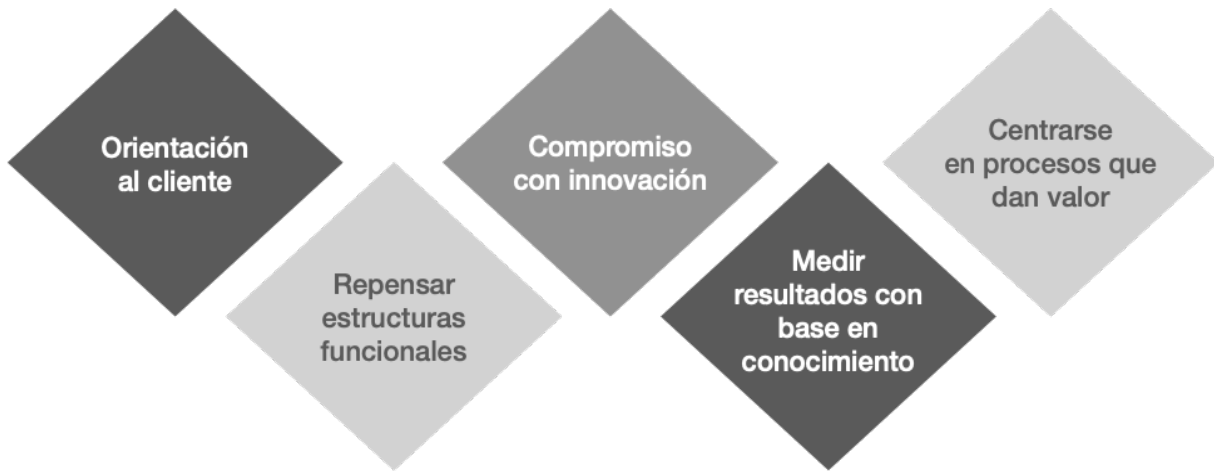 Orientación
al cliente
Repensar
estructuras
funcionales
Compromiso
con innovación
Medir
resultados con
base en
conocimiento
Centrarse
en procesos que
dan valor